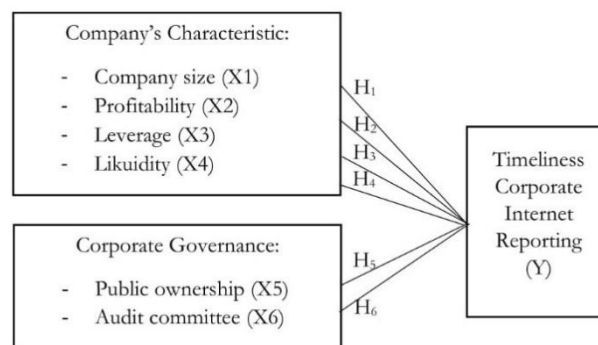 Company's Characteristic:
- Company size (X1)
- Profitability (X2)
- Leverage (X3)
- Likuidity (X4)
H1
H2
H3
H4
Timeliness
Corporate
Internet
Reporting
(Y)
Corporate Governance:
- Public ownership (X5)
- Audit committee (X6)
H5
H6